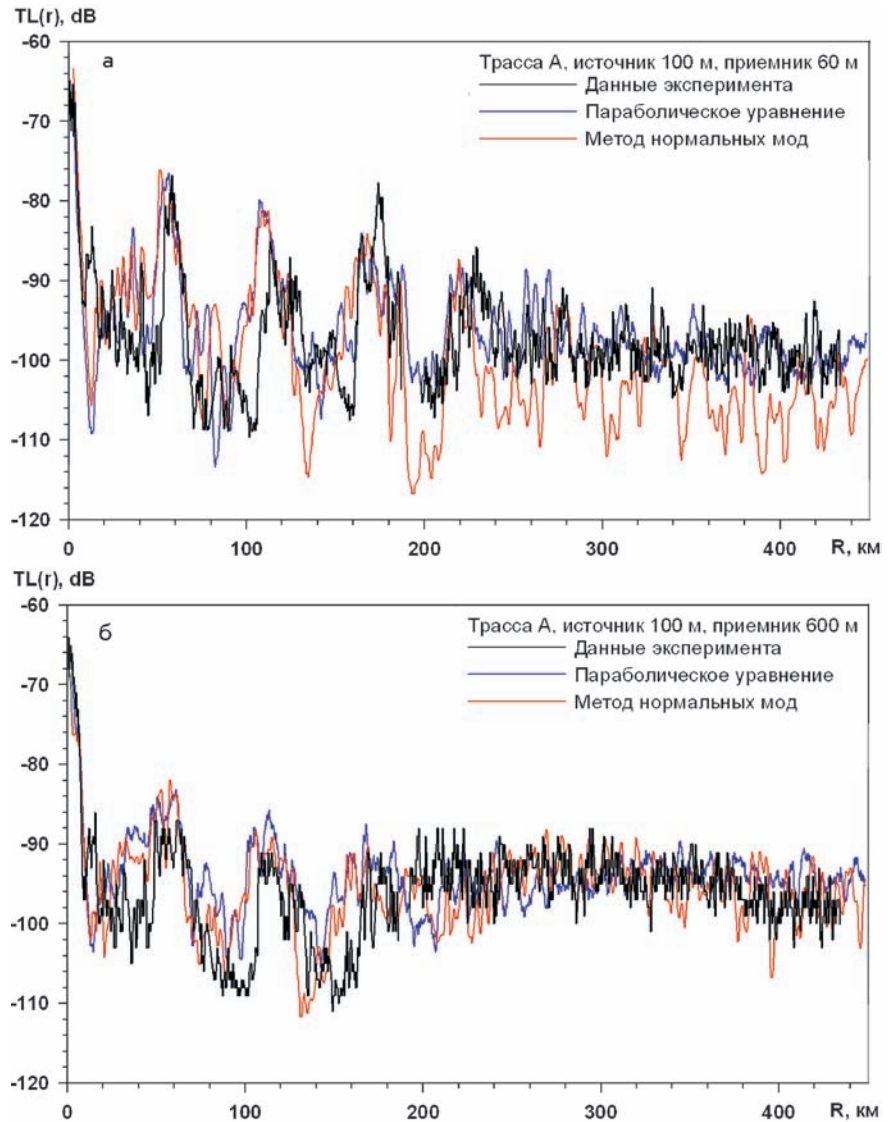 TL(r), dB
-60
а
Трасса А, источник 100 м, приемник 60 м
Данные эксперимента
Параболическое уравнение
Метод нормальных мод
-70
-80
-90
-100
-110
-120
0
100
200
300
400
R, км
TL(r), dB
-60
б
Трасса А, источник 100 м, приемник 600 м
Данные эксперимента
Параболическое уравнение
Метод нормальных мод
-70
-80
-90
-100
-110
-120
0
100
200
300
400
R, км